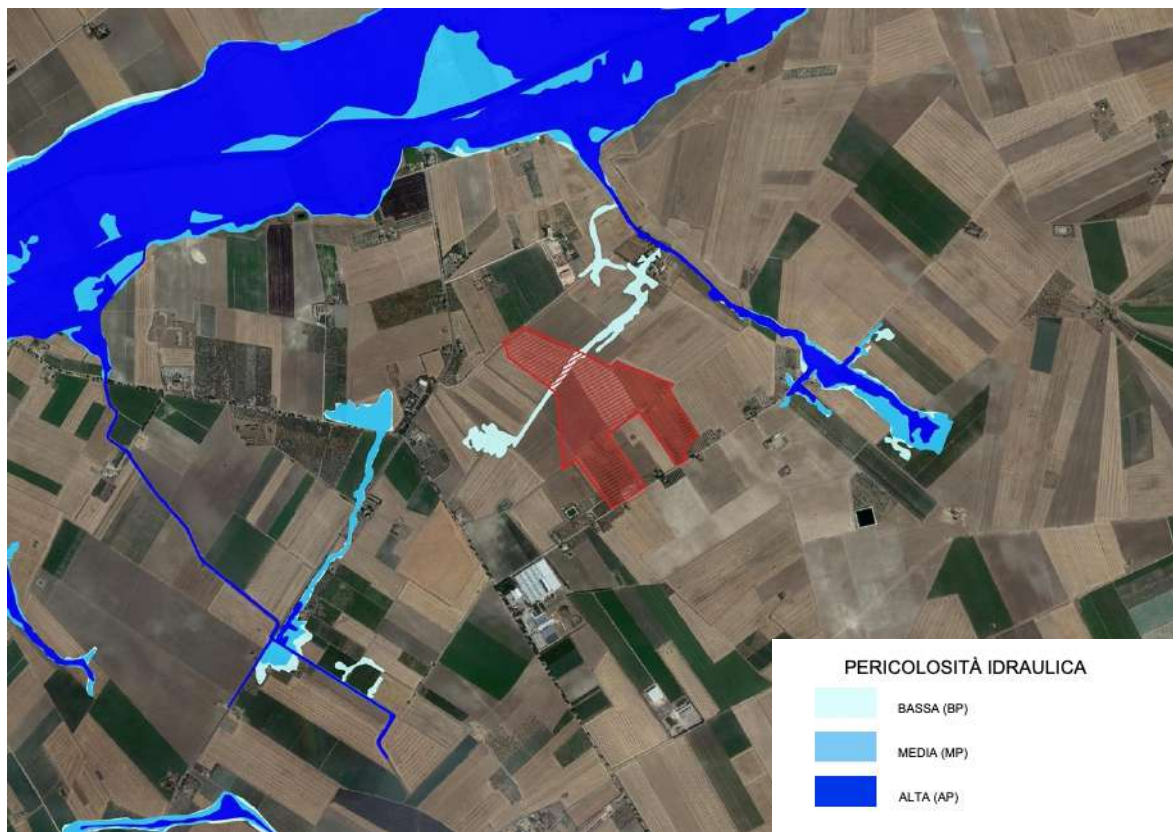 PERICOLOSITÀ IDRAULICA
BASSA (BP)
MEDIA (MP)
ALTA (AP)